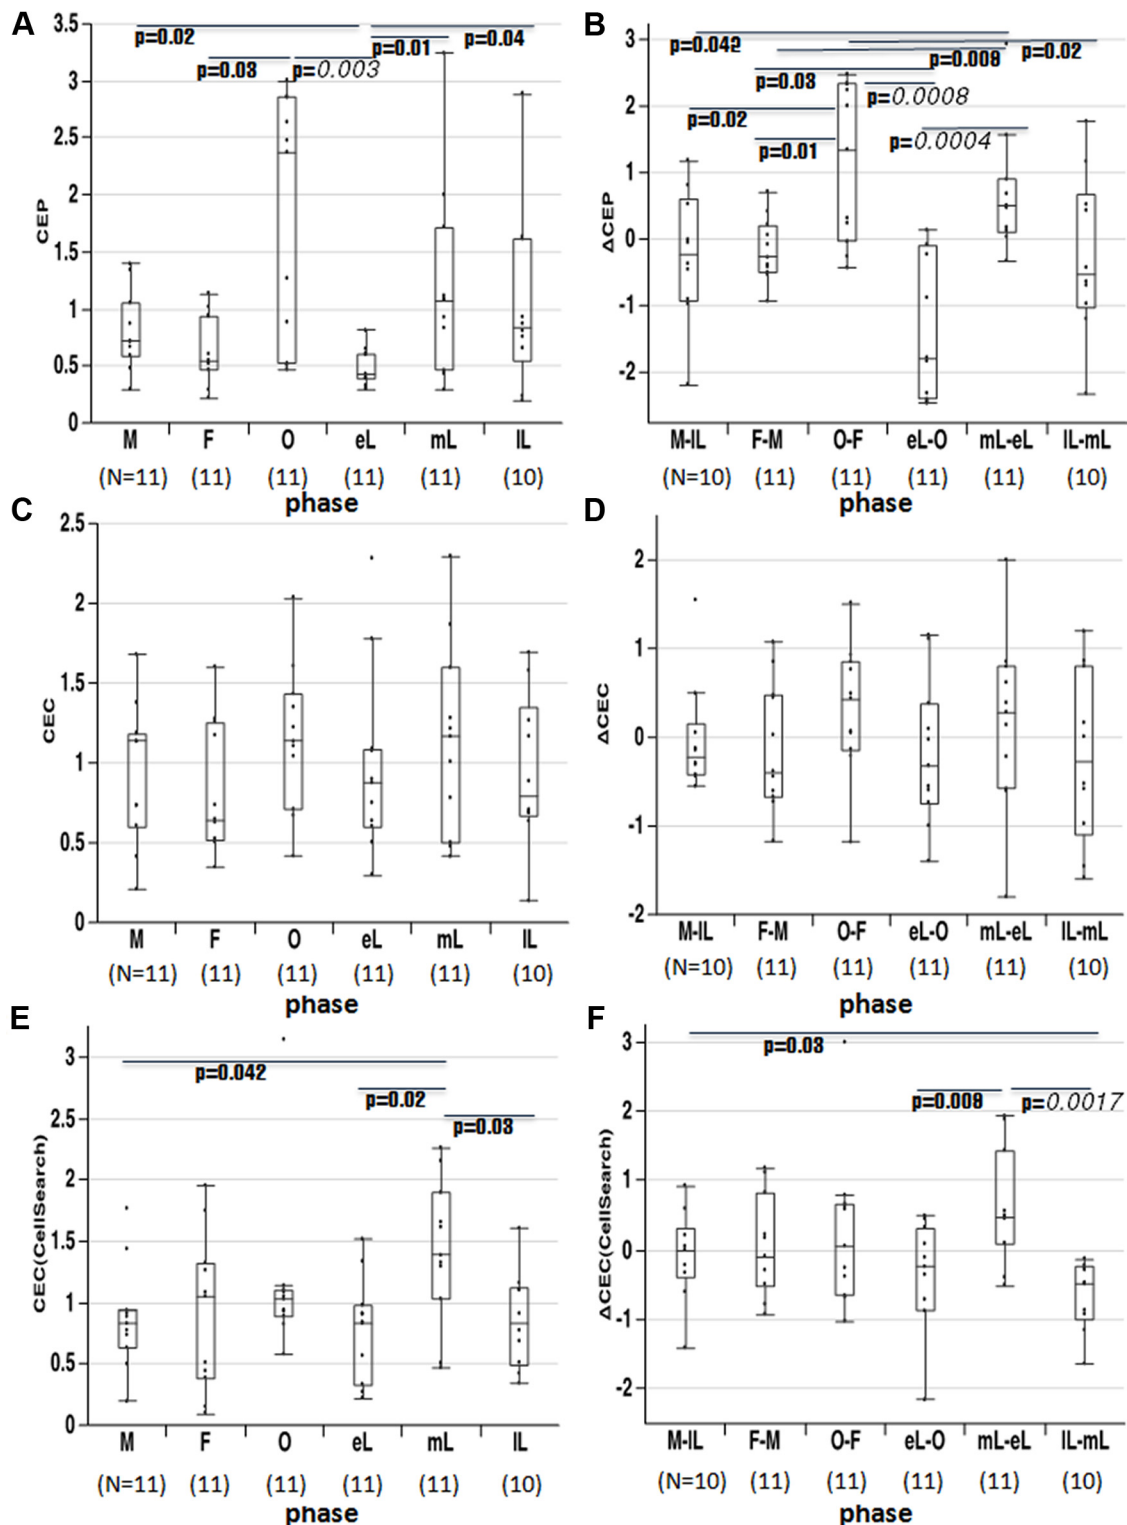 A
3.5
p=0.02
p=0.01
p=0.04
p=0.03
p=0.003
3
2.5
2
1.5
1
0.5
0
CEP
M F O eL mL lL
(N=11) (11) (11) (11) (11) (10)
phase
B
3
p=0.042
p=0.02
p=0.009
p=0.03
p=0.0008
2
p=0.02
p=0.0004
p=0.01
1
0
-1
-2
ΔCEP
M-lL F-M O-F eL-O mL-eL lL-mL
(N=10) (11) (11) (11) (11) (10)
phase
C
2.5
2
1.5
1
0.5
0
CEC
M F O eL mL lL
(N=11) (11) (11) (11) (11) (10)
phase
D
2
1
0
-1
-2
ΔCEC
M-lL F-M O-F eL-O mL-eL lL-mL
(N=10) (11) (11) (11) (11) (10)
phase
E
3
p=0.042
p=0.02
2.5
p=0.03
2
1.5
1
0.5
0
CEC(CellSearch)
M F O eL mL lL
(N=11) (11) (11) (11) (11) (10)
phase
F
3
p=0.03
p=0.009
p=0.0017
2
1
0
-1
-2
ΔCEC(CellSearch)
M-lL F-M O-F eL-O mL-eL lL-mL
(N=10) (11) (11) (11) (11) (10)
phase